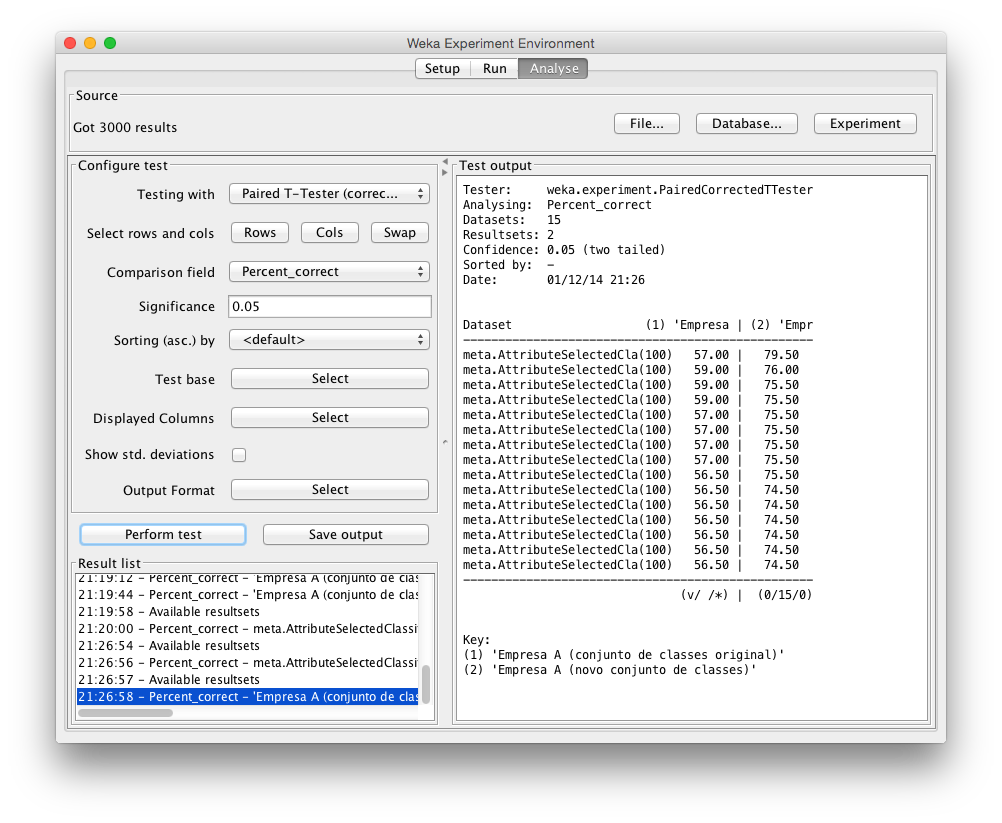 Weka Experiment Environment
Setup Run Analyse
Source
Got 3000 results
File... Database... Experiment
Configure test
Testing with Paired T-Tester (correc...
Select rows and cols Rows Cols Swap
Comparison field Percent_correct
Significance 0.05
Sorting (asc.) by <default>
Test base Select
Displayed Columns Select
Show std. deviations
Output Format Select
Perform test Save output
Result list
21:19:12 - Percent_correct - 'Empresa A (conjunto de clas
21:19:44 - Percent_correct - 'Empresa A (conjunto de clas
21:19:58 - Available resultsets
21:20:00 - Percent_correct - meta.AttributeSelectedClassi
21:26:54 - Available resultsets
21:26:56 - Percent_correct - meta.AttributeSelectedClassi
21:26:57 - Available resultsets
21:26:58 - Percent_correct - 'Empresa A (conjunto de clas
Test output
Tester: weka.experiment.PairedCorrectedTTester
Analysing: Percent_correct
Datasets: 15
Resultsets: 2
Confidence: 0.05 (two tailed)
Sorted by: -
Date: 01/12/14 21:26
Dataset (1) 'Empresa | (2) 'Empr
----------------------------------------------------
meta.AttributeSelectedCla(100) 57.00 | 79.50
meta.AttributeSelectedCla(100) 59.00 | 76.00
meta.AttributeSelectedCla(100) 59.00 | 75.50
meta.AttributeSelectedCla(100) 59.00 | 75.50
meta.AttributeSelectedCla(100) 57.00 | 75.50
meta.AttributeSelectedCla(100) 57.00 | 75.50
meta.AttributeSelectedCla(100) 57.00 | 75.50
meta.AttributeSelectedCla(100) 57.00 | 75.50
meta.AttributeSelectedCla(100) 56.50 | 75.50
meta.AttributeSelectedCla(100) 56.50 | 74.50
meta.AttributeSelectedCla(100) 56.50 | 74.50
meta.AttributeSelectedCla(100) 56.50 | 74.50
meta.AttributeSelectedCla(100) 56.50 | 74.50
meta.AttributeSelectedCla(100) 56.50 | 74.50
meta.AttributeSelectedCla(100) 56.50 | 74.50
----------------------------------------------------
(v/ /*) | (0/15/0)
Key:
(1) 'Empresa A (conjunto de classes original)'
(2) 'Empresa A (novo conjunto de classes)'